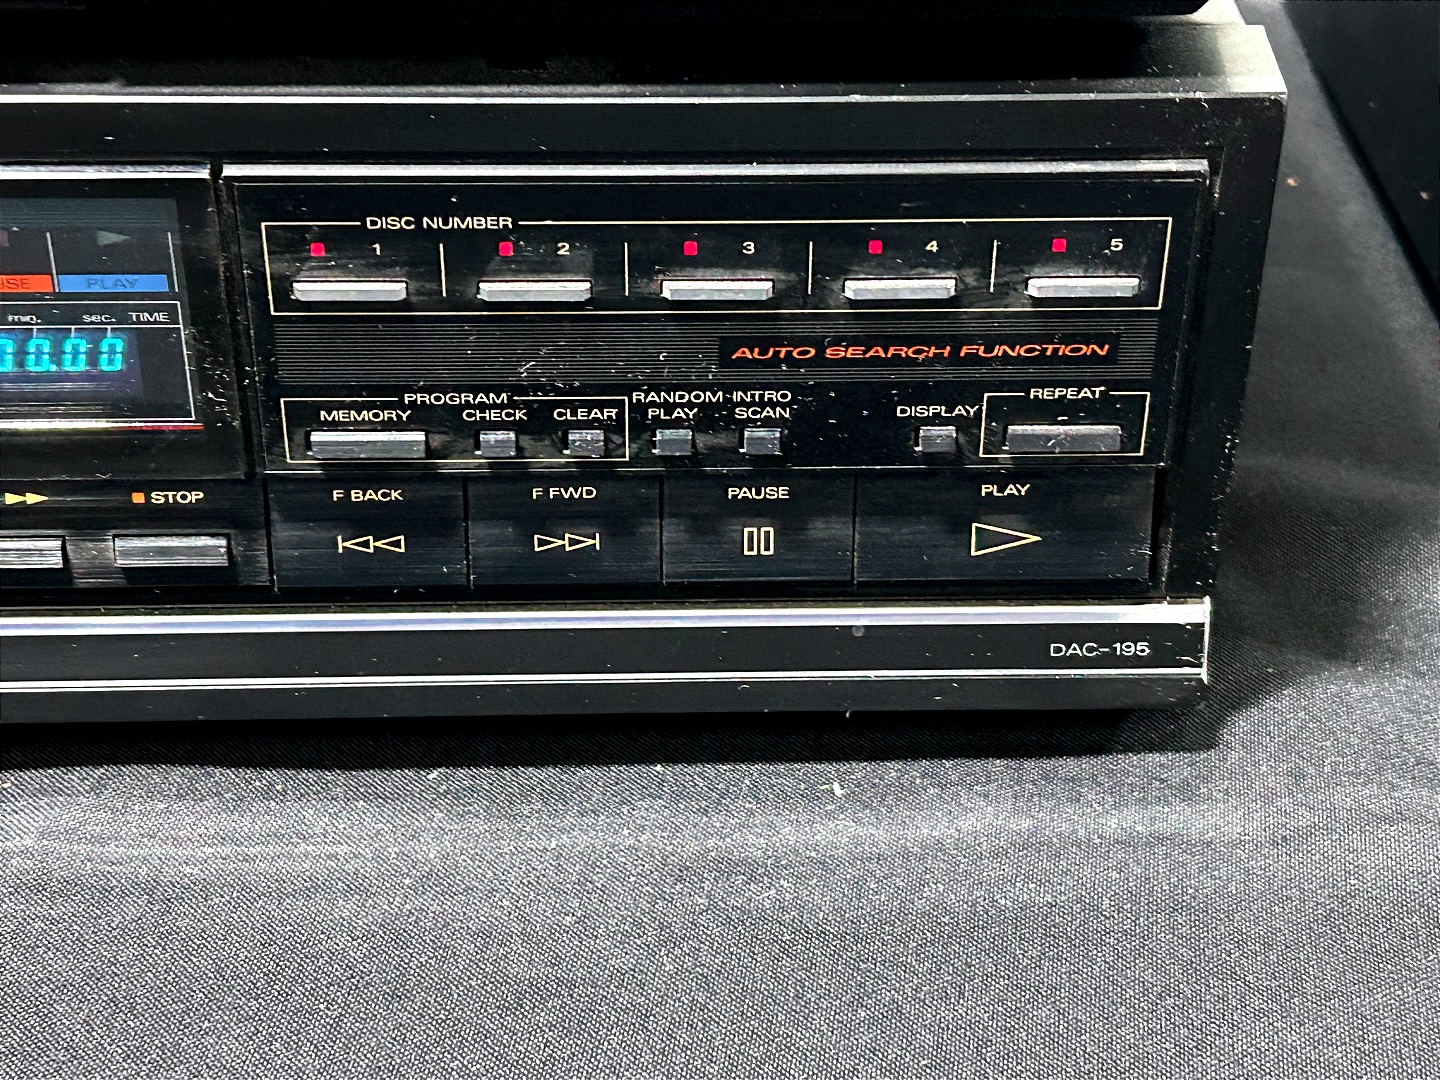 DISC NUMBER
1 2 3 4 5
PLAY
min. sec. TIME
AUTO SEARCH FUNCTION
PROGRAM
MEMORY CHECK CLEAR
RANDOM PLAY
INTRO SCAN
DISPLAY
REPEAT
STOP
F BACK
F FWD
PAUSE
PLAY
DAC-195